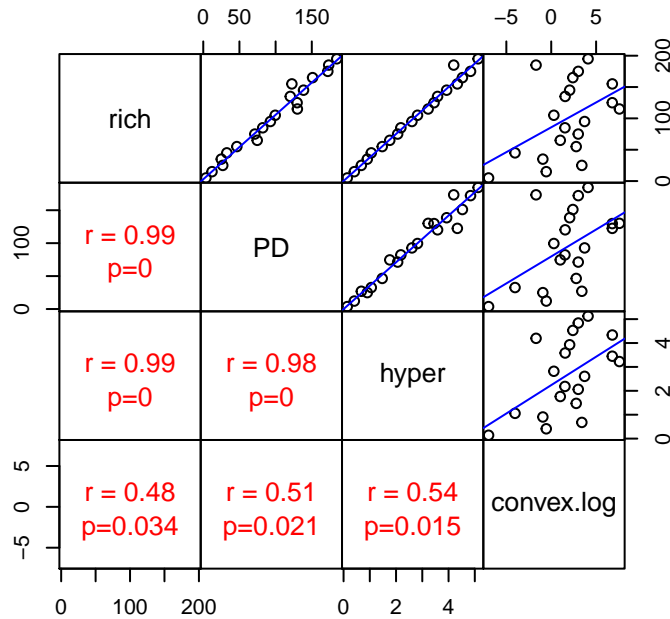 0 50 150
−5 0 5
rich
0 100 200
r = 0.99
p=0
PD
0 100
r = 0.99
p=0
r = 0.98
p=0
hyper
0 2 4
r = 0.48
p=0.034
r = 0.51
p=0.021
r = 0.54
p=0.015
convex.log
−5 0 5
0 100 200
0 2 4